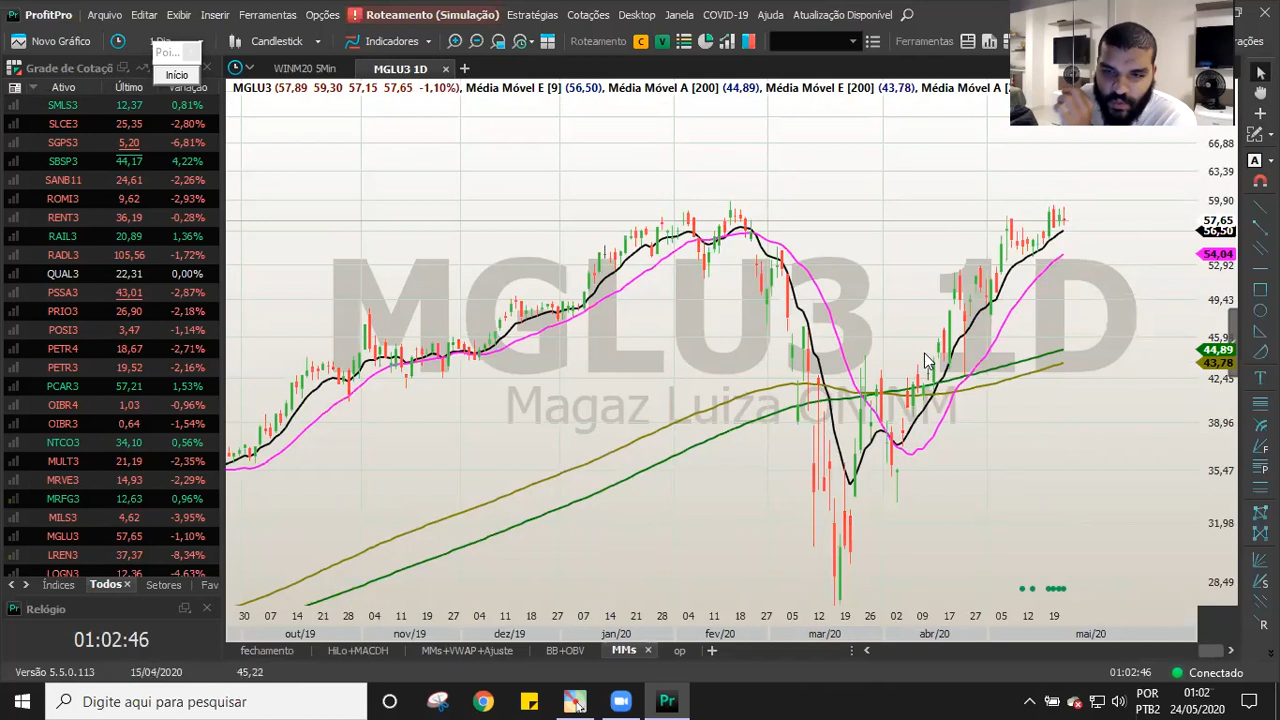 ProfitPro Arquivo Editar Exibir Inserir Ferramentas Opções Roteamento (Simulação) Estratégias Cotações Desktop Janela COVID-19 Ajuda Atualização Disponível
Novo Gráfico Candlestick Indicadores Roteamento C V Ferramentas
Poi...
Início
Grade de Cotaçõ
WINM20 5Min MGLU3 1D
Ativo Último Variação
SMLS3 12,37 0,81%
SLCE3 25,35 -2,80%
SGPS3 5,20 -6,81%
SBSP3 44,17 4,22%
SANB11 24,61 -2,26%
ROMI3 9,62 -2,93%
RENT3 36,19 -0,28%
RAIL3 20,89 1,36%
RADL3 105,56 -1,72%
QUAL3 22,31 0,00%
PSSA3 43,01 -2,87%
PRIO3 26,90 -2,18%
POSI3 3,47 -1,14%
PETR4 18,67 -2,71%
PETR3 19,52 -2,16%
PCAR3 57,21 1,53%
OIBR4 1,03 -0,96%
OIBR3 0,64 -1,54%
NTCO3 34,10 0,56%
MULT3 21,19 -2,35%
MRVE3 14,93 -2,29%
MRFG3 12,63 0,96%
MILS3 4,62 -3,95%
MGLU3 57,65 -1,10%
LREN3 37,37 -8,34%
LOGN3 12,36 -4,63%
Índices Todos Setores Fav
Relógio
01:02:46
MGLU3 (57,89 59,30 57,15 57,65 -1,10%), Média Móvel E [9] (56,50), Média Móvel A [200] (44,89), Média Móvel E [200] (43,78), Média Móvel A [
MGLU3 1D
Magaz Luiza ON NM
66,88
63,39
59,90
57,65
56,50
54,04
52,92
49,43
44,89
43,78
42,45
38,96
35,47
31,98
28,49
30 07 14 21 28 04 11 18 27 04 11 18 27 07 14 21 28 04 11 18 27 05 12 19 26 02 09 17 27 05 12 19
out/19 nov/19 dez/19 jan/20 fev/20 mar/20 abr/20 mai/20
fechamento HiLo+MACDH MMs+VWAP+Ajuste BB+OBV MMs op
Versão 5.5.0.113 15/04/2020 45,22 01:02:46 Conectado
Digite aqui para pesquisar
POR
PTB2
01:02
24/05/2020